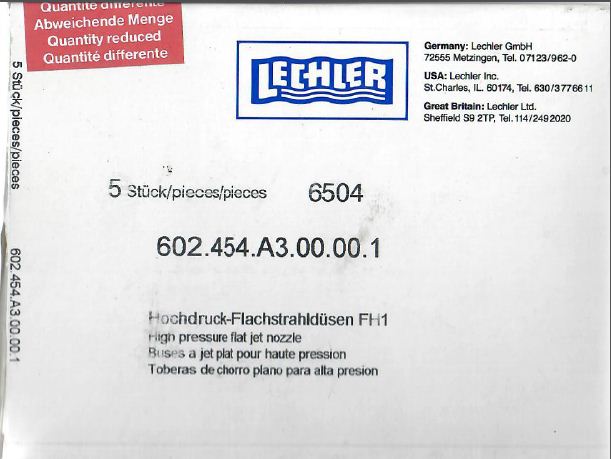 Quantité différente
Abweichende Menge
Quantity reduced
Quantité differente
LECHLER
Germany: Lechler GmbH
72555 Metzingen, Tel. 07123/962-0
USA: Lechler Inc.
St.Charles, IL. 60174, Tel. 630/3776611
Great Britain: Lechler Ltd.
Sheffield S9 2TP, Tel. 114/2492020
5 Stück/pieces/pieces
602.454.A3.00.00.1
5 Stück/pieces/pieces 6504
602.454.A3.00.00.1
Hochdruck-Flachstrahldüsen FH1
High pressure flat jet nozzle
Buses a jet plat pour haute pression
Toberas de chorro plano para alta presion